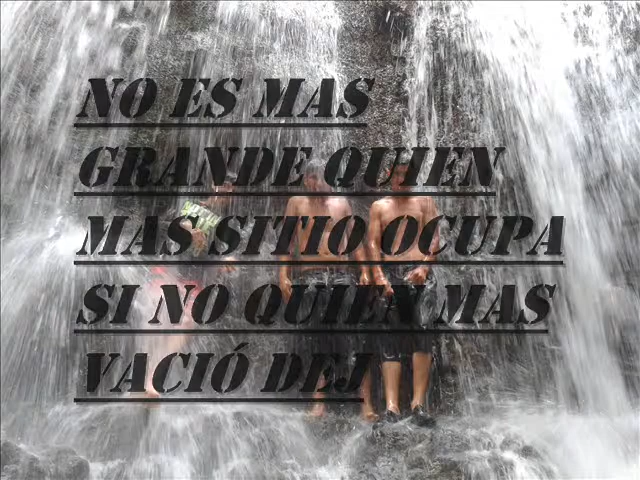 NO ES MAS
GRANDE QUIEN
MAS SITIO OCUPA
SI NO QUIEN MAS
VACIÓ DEJ